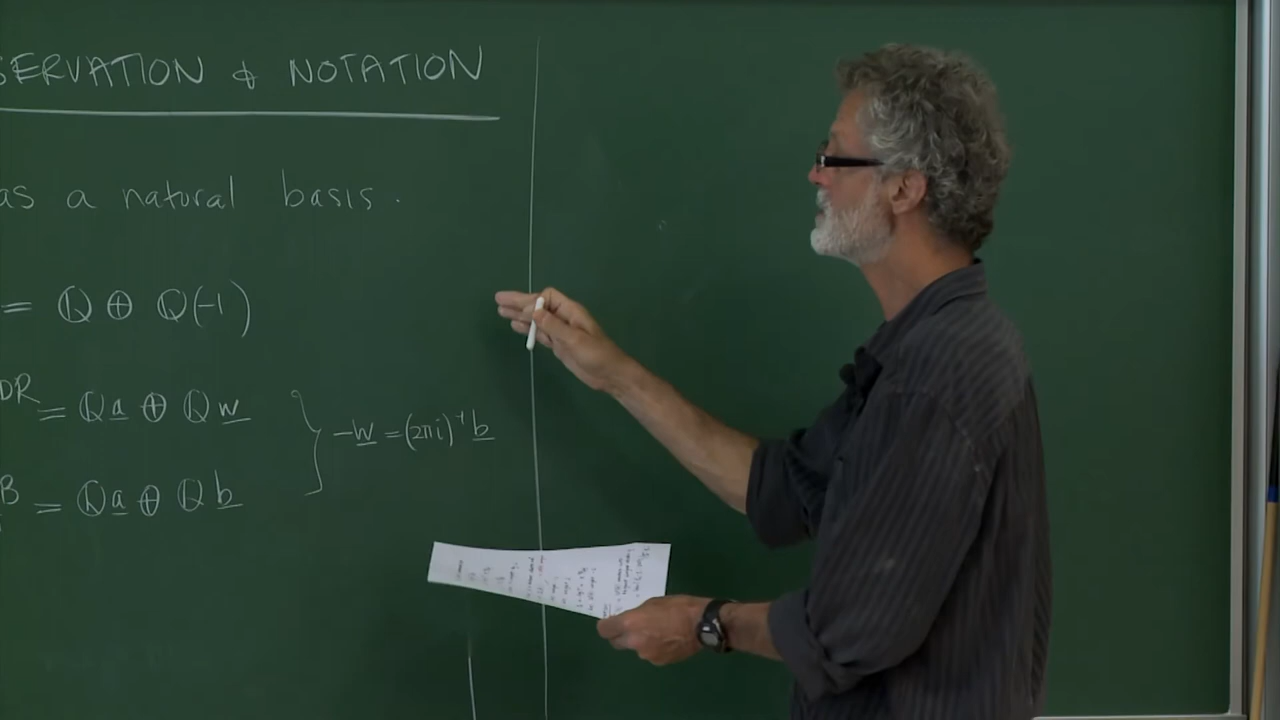 SERVATION & NOTATION
as a natural basis.
= ℚ ⊕ ℚ(-1)
DR = ℚa ⊕ ℚw
B = ℚa ⊕ ℚb
} -w = (2πi)⁻¹ b